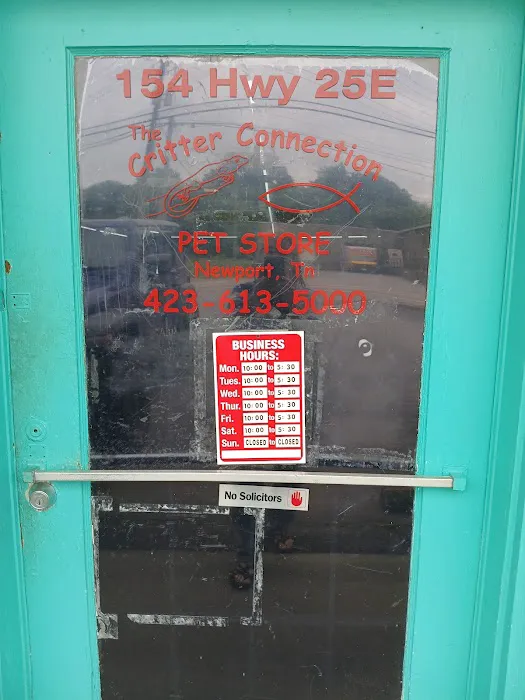 154 Hwy 25E
The
Critter Connection
PET STORE
Newport, Tn
423-613-5000
BUSINESS
HOURS:
Mon. 10:00 to 5:30
Tues. 10:00 to 5:30
Wed. 10:00 to 5:30
Thur. 10:00 to 5:30
Fri. 10:00 to 5:30
Sat. 10:00 to 5:30
Sun. CLOSED to CLOSED
No Solicitors